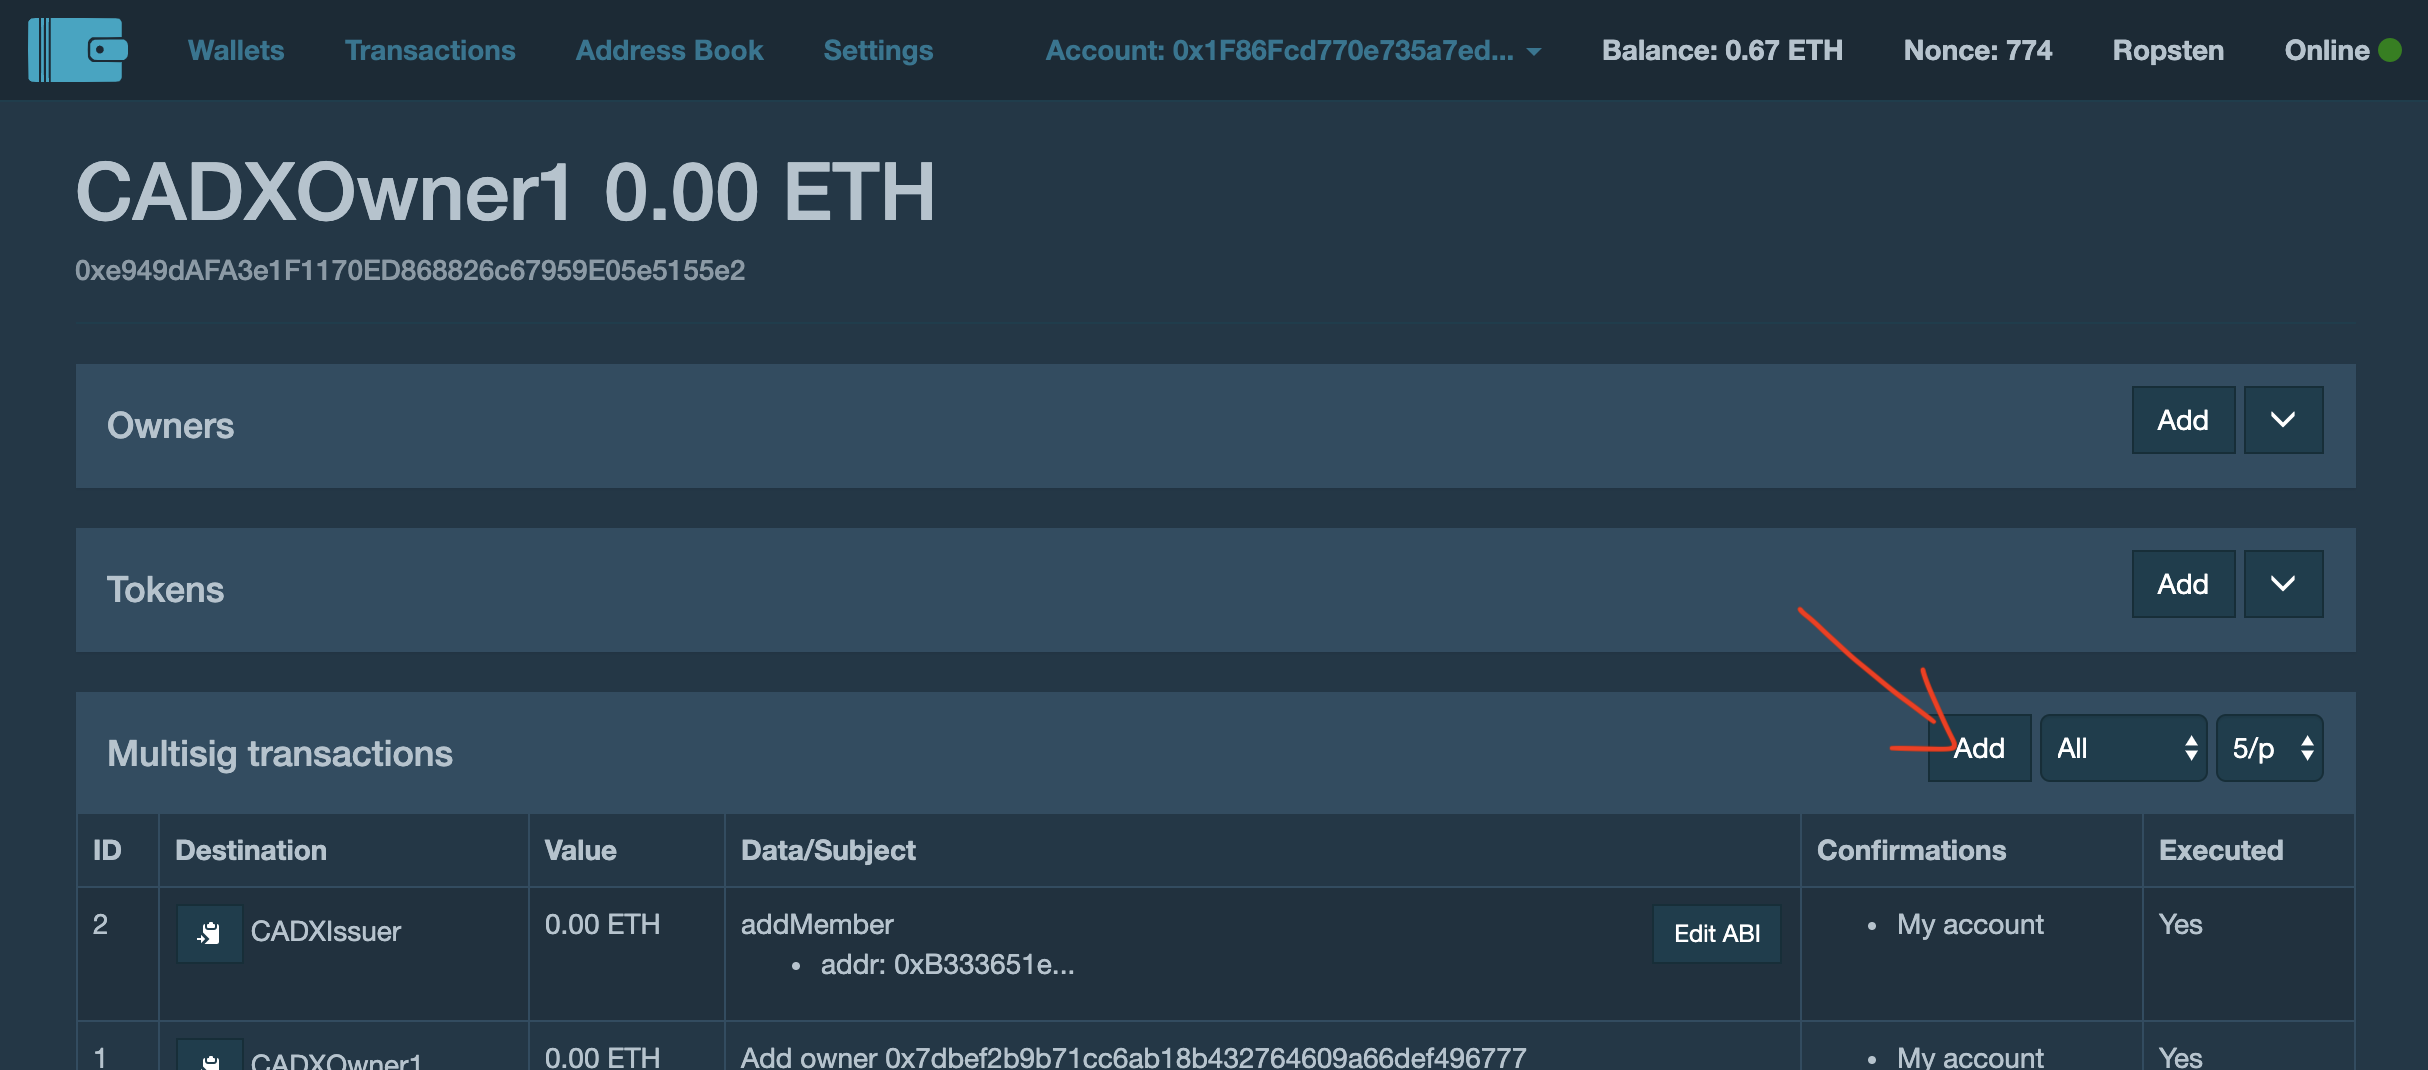 Wallets Transactions Address Book Settings Account: 0x1F86Fcd770e735a7ed... Balance: 0.67 ETH Nonce: 774 Ropsten Online
CADXOwner1 0.00 ETH
0xe949dAFA3e1F1170ED868826c67959E05e5155e2
Owners Add
Tokens Add
Multisig transactions Add All 5/p
ID Destination Value Data/Subject Confirmations Executed
2 CADXIssuer 0.00 ETH addMember Edit ABI • My account Yes
• addr: 0xB333651e...
1 CADXOwner1 0.00 ETH Add owner 0x7dbef2b9b71cc6ab18b432764609a66def496777 • My account Yes